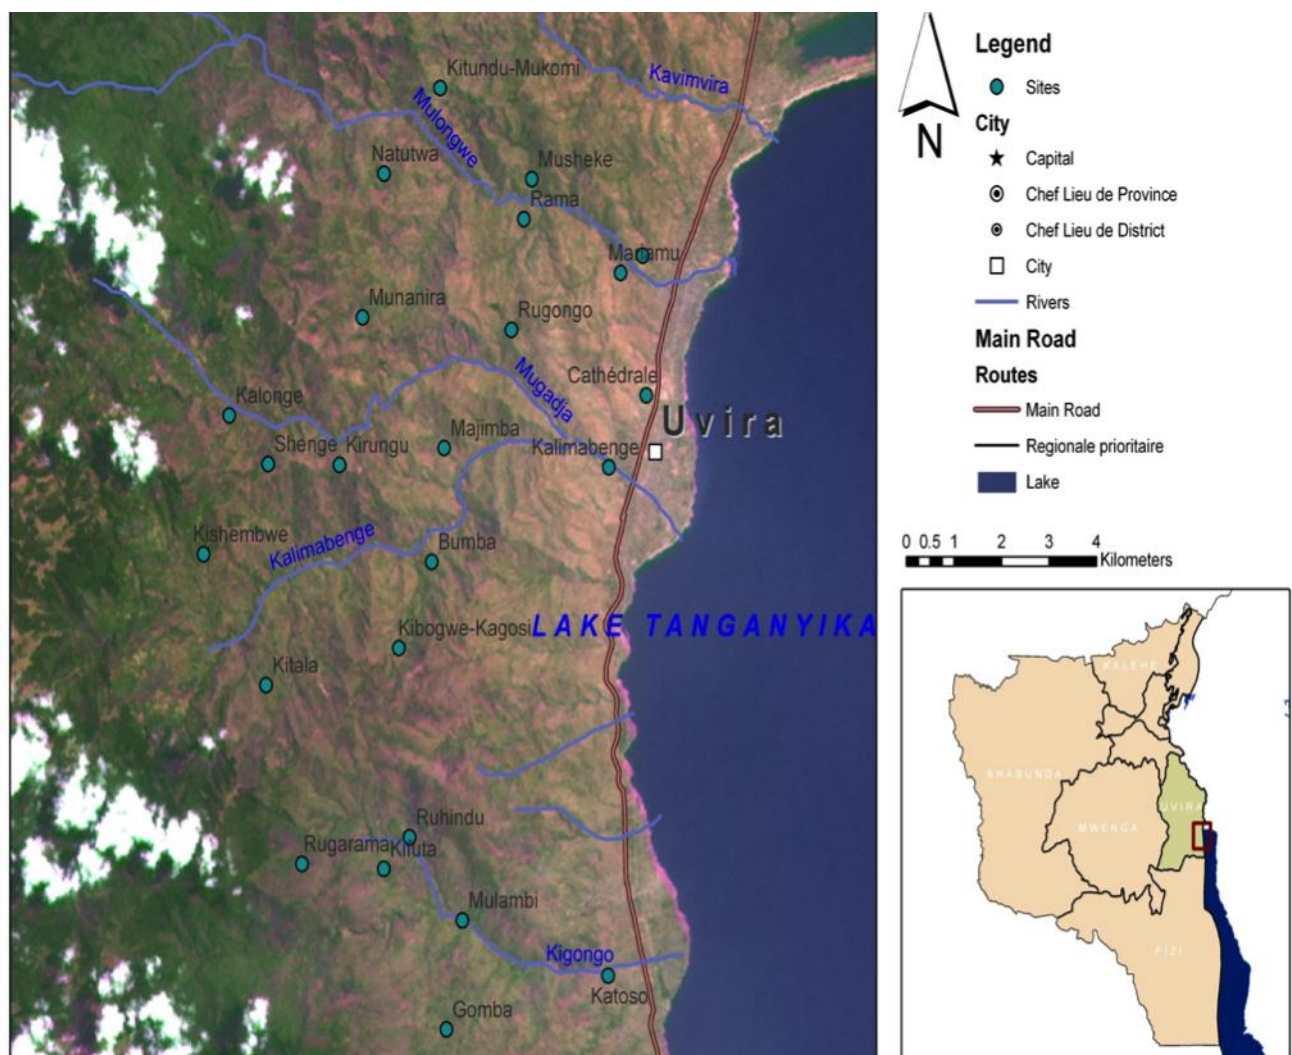 Kitundu-Mukomi
Kavimvira
Mulongwe
Natutwa
Musheke
Rama
Mariamu
Munanira
Rugongo
Mugadja
Cathédrale
Kalonge
Uvira
Majimba
Shenge
Kirungu
Kalimabenge
Kishembwe
Kalimabenge
Bumba
LAKE TANGANYIKA
Kibogwe-Kagosi
Kitala
Ruhindu
Rugarama
Mulambi
Kigongo
Katoso
Gomba
N
Legend
Sites
City
Capital
Chef Lieu de Province
Chef Lieu de District
City
Rivers
Main Road
Routes
Main Road
Regionale prioritaire
Lake
0 0.5 1 2 3 4
Kilometers
KALEHE
SHABUNDA
UVIRA
MWENGA
FIZI